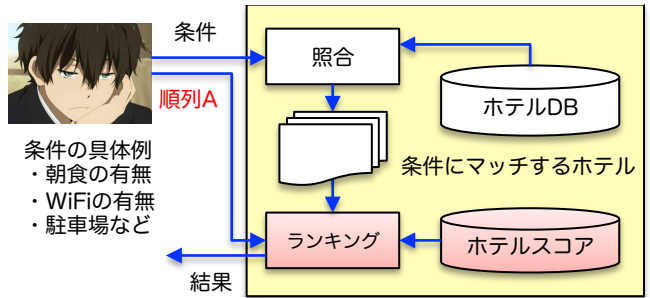 条件
照合
順列A
ホテルDB
条件の具体例
・朝食の有無
・WiFiの有無
・駐車場など
条件にマッチするホテル
ランキング
ホテルスコア
結果